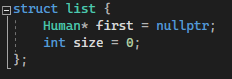 struct list {
    Human* first = nullptr;
    int size = 0;
};